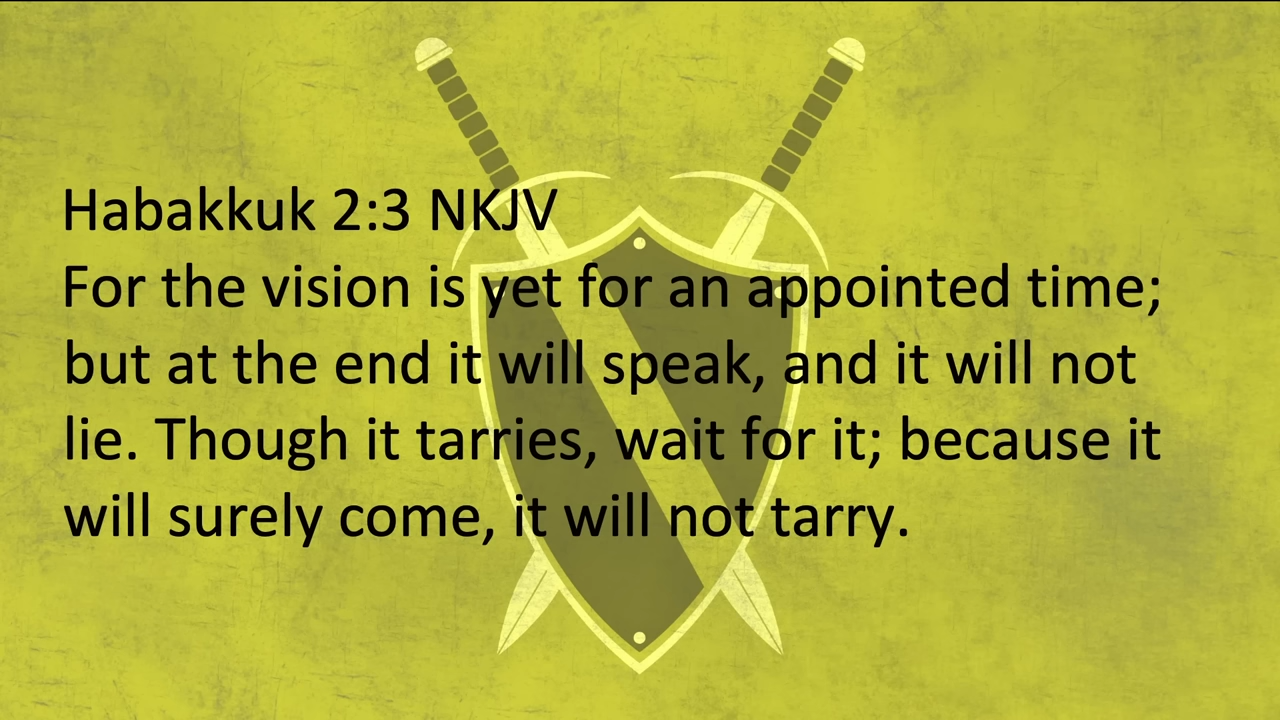 Habakkuk 2:3 NKJV
For the vision is yet for an appointed time;
but at the end it will speak, and it will not
lie. Though it tarries, wait for it; because it
will surely come, it will not tarry.